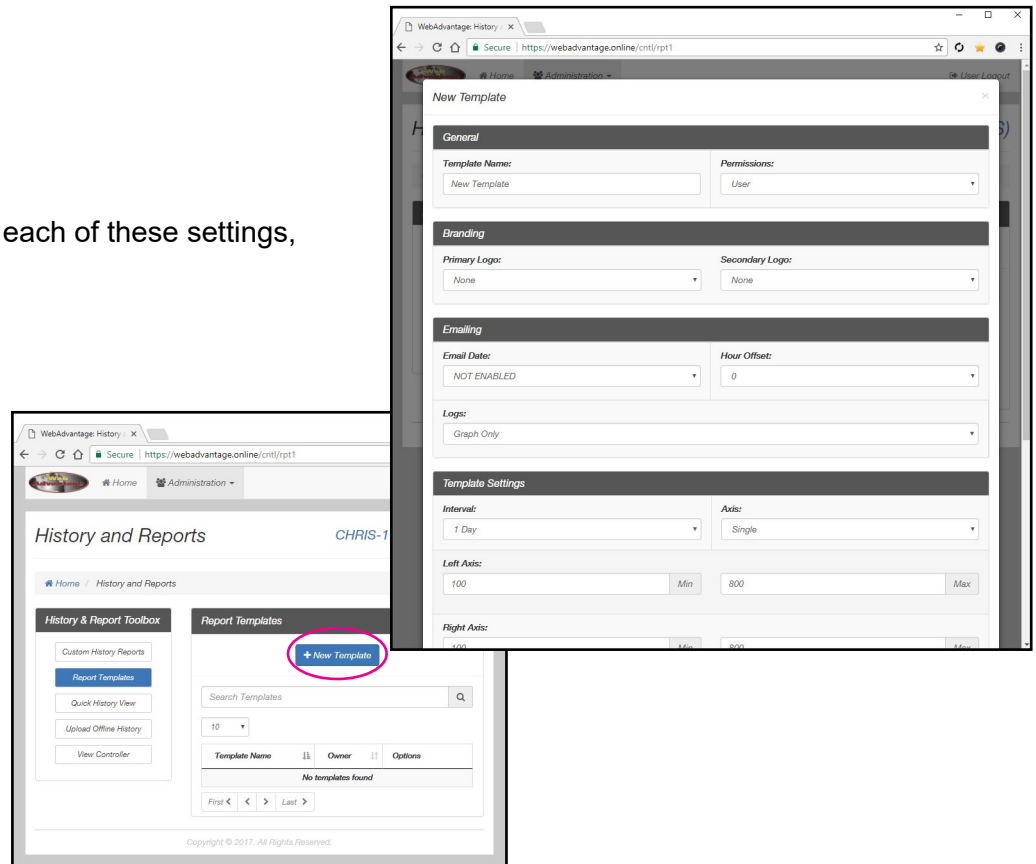 each of these settings,
WebAdvantage: History /
Secure | https://webadvantage.online/cntl/rpt1
Home Administration User Logout
New Template
General
Template Name: Permissions:
New Template User
Branding
Primary Logo: Secondary Logo:
None None
Emailing
Email Date: Hour Offset:
NOT ENABLED 0
Logs:
Graph Only
Template Settings
Interval: Axis:
1 Day Single
Left Axis:
100 Min 800 Max
Right Axis:
100 Min 800 Max
WebAdvantage: History
Secure | https://webadvantage.online/cntl/rpt1
Home Administration
History and Reports CHRIS-1
Home / History and Reports
History & Report Toolbox
Custom History Reports
Report Templates
Quick History View
Upload Offline History
View Controller
Report Templates
+ New Template
Search Templates
10
Template Name Owner Options
No templates found
First < < > Last >
Copyright © 2017. All Rights Reserved.